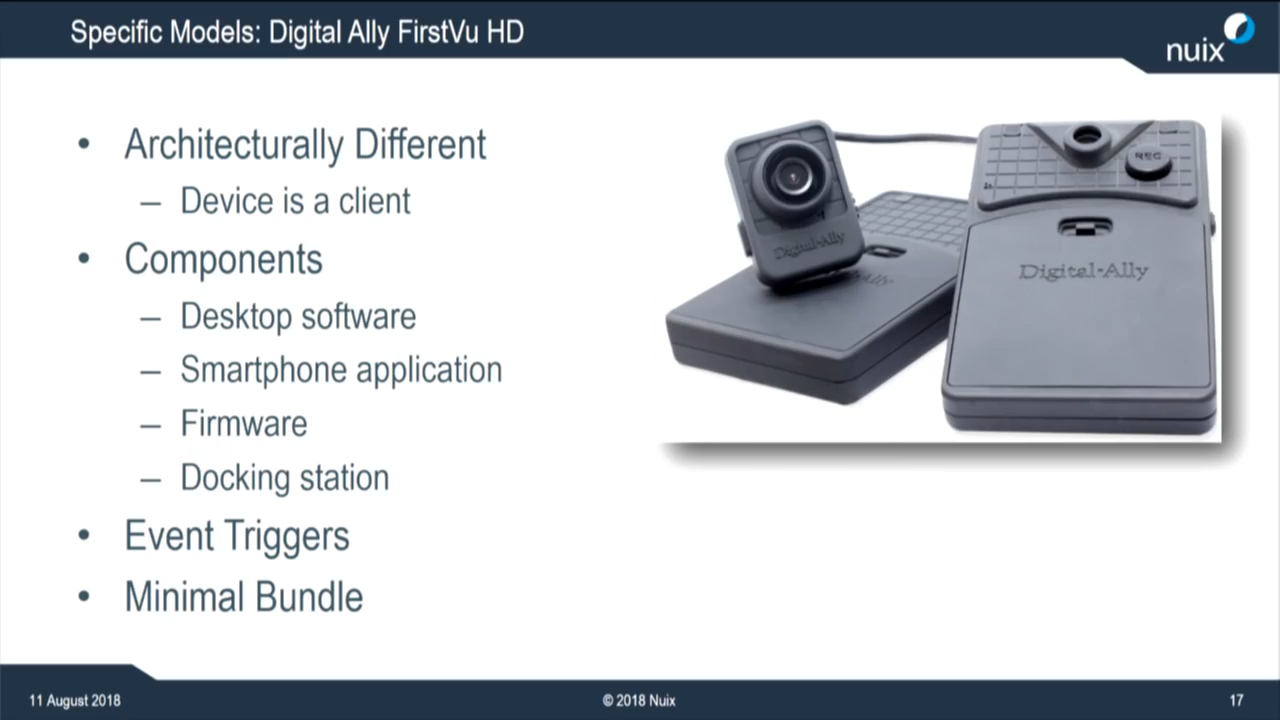 Specific Models: Digital Ally FirstVu HD
nuix
• Architecturally Different
– Device is a client
• Components
– Desktop software
– Smartphone application
– Firmware
– Docking station
• Event Triggers
• Minimal Bundle
REC
Digital-Ally
Digital-Ally
11 August 2018
© 2018 Nuix
17